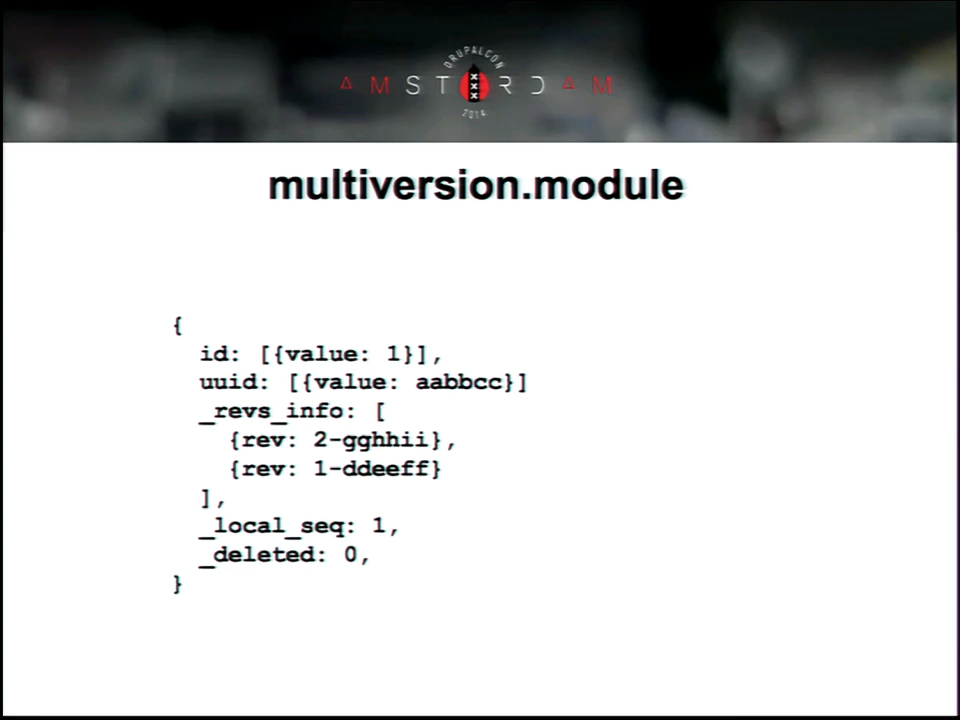 DRUPALCON
AMSTERDAM
2014
multiversion.module
{
id: [{value: 1}],
uuid: [{value: aabbcc}]
_revs_info: [
{rev: 2-gghhii},
{rev: 1-ddeeff}
],
_local_seq: 1,
_deleted: 0,
}